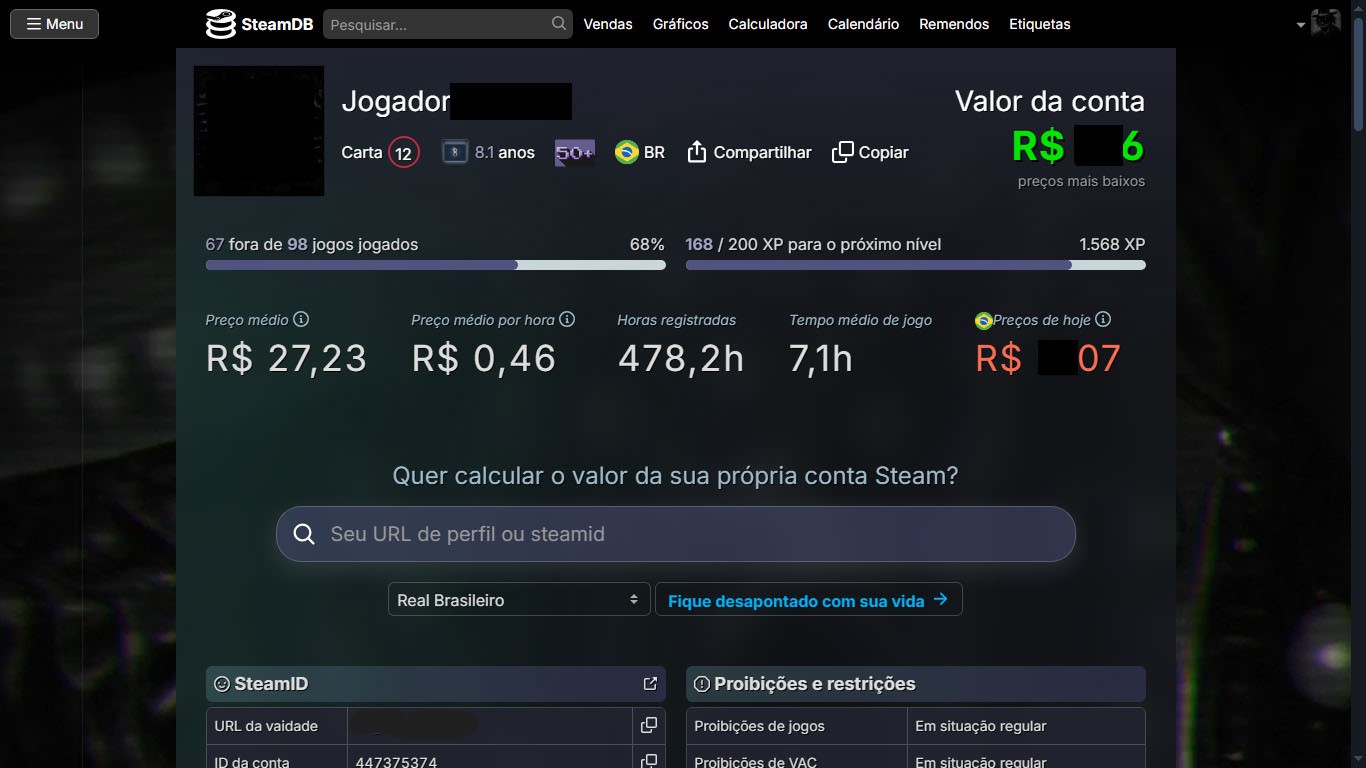 Menu
SteamDB
Pesquisar...
Vendas
Gráficos
Calculadora
Calendário
Remendos
Etiquetas
Jogador
Valor da conta
Carta 12
8.1 anos
50+
BR
Compartilhar
Copiar
R$ 6
preços mais baixos
67 fora de 98 jogos jogados
68%
168 / 200 XP para o próximo nível
1.568 XP
Preço médio
R$ 27,23
Preço médio por hora
R$ 0,46
Horas registradas
478,2h
Tempo médio de jogo
7,1h
Preços de hoje
R$ 07
Quer calcular o valor da sua própria conta Steam?
Seu URL de perfil ou steamid
Real Brasileiro
Fique desapontado com sua vida
SteamID
Proibições e restrições
URL da vaidade
Proibições de jogos
Em situação regular
ID da conta
447375374
Proibições de VAC
Em situação regular